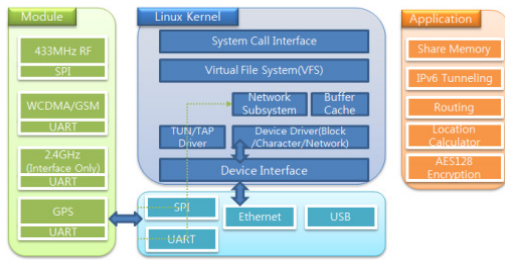 Module
433MHz RF
SPI
WCDMA/GSM
UART
2.4GHz
(Interface Only)
UART
GPS
UART
Linux Kernel
System Call Interface
Virtual File System(VFS)
Network
Subsystem
Buffer
Cache
TUN/TAP
Driver
Device Driver(Block
/Character/Network)
Device Interface
SPI
Ethernet
USB
UART
Application
Share Memory
IPv6 Tunneling
Routing
Location
Calculator
AES128
Encryption